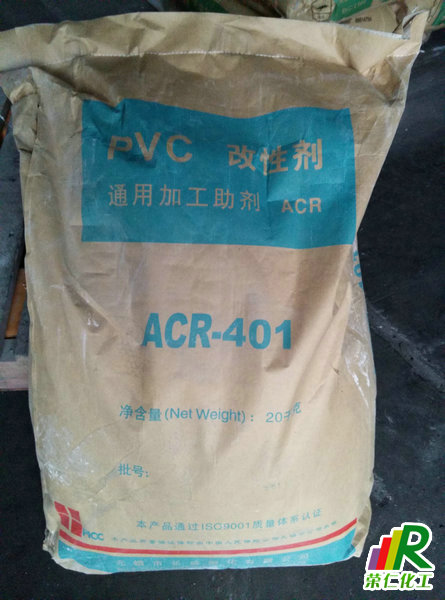 PVC 改性剂
通用加工助剂 ACR
ACR-401
净含量(Net Weight): 20千克
批号:
PICC
本产品通过ISO9001质量体系认证
荣仁化工